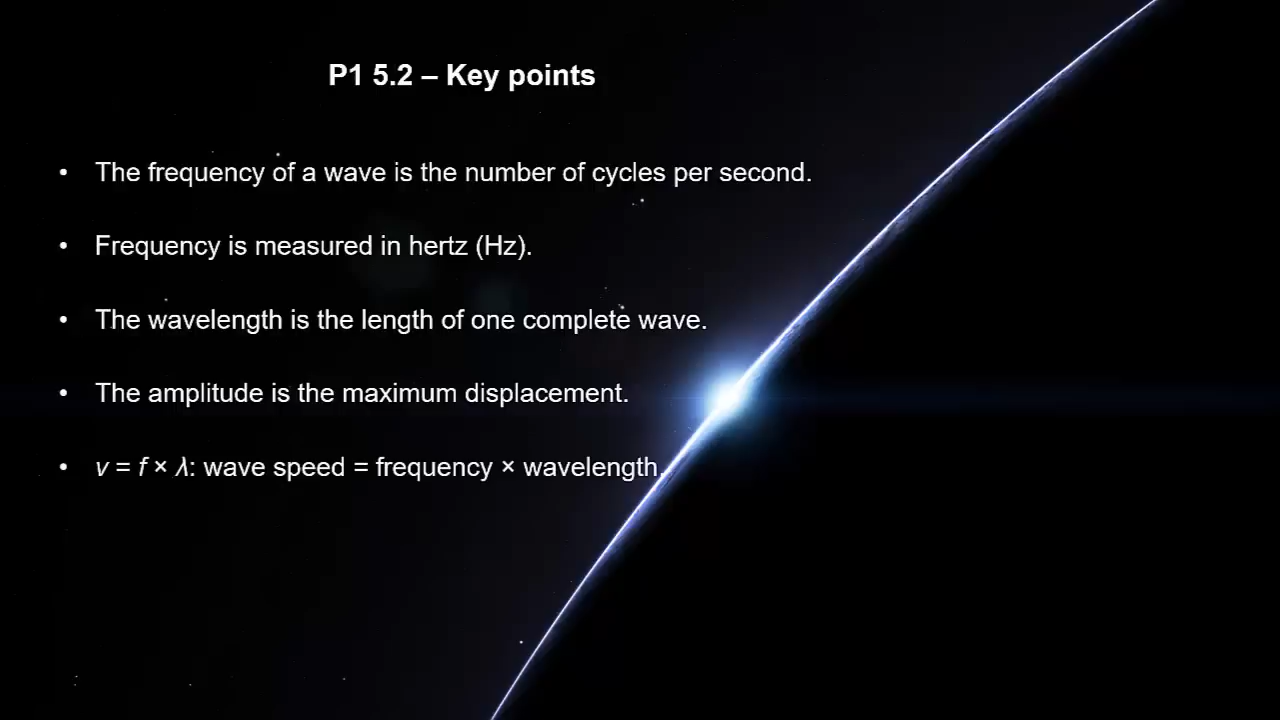 P1 5.2 – Key points
• The frequency of a wave is the number of cycles per second.
• Frequency is measured in hertz (Hz).
• The wavelength is the length of one complete wave.
• The amplitude is the maximum displacement.
• v = f × λ: wave speed = frequency × wavelength.